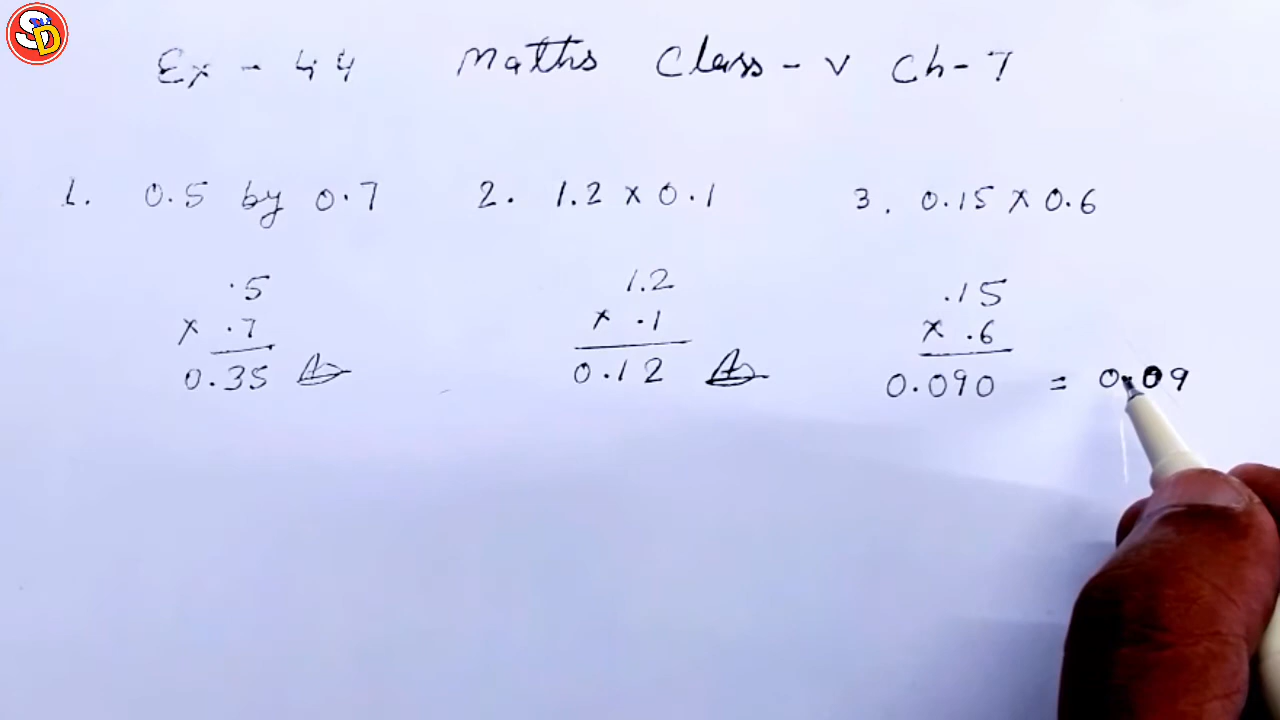 SD
Ex - 44 Maths Class - V Ch - 7
1. 0.5 by 0.7 2. 1.2 × 0.1 3. 0.15 × 0.6
.5 1.2 .15
× .7 × .1 × .6
0.35 0.12 0.090 = 0.09